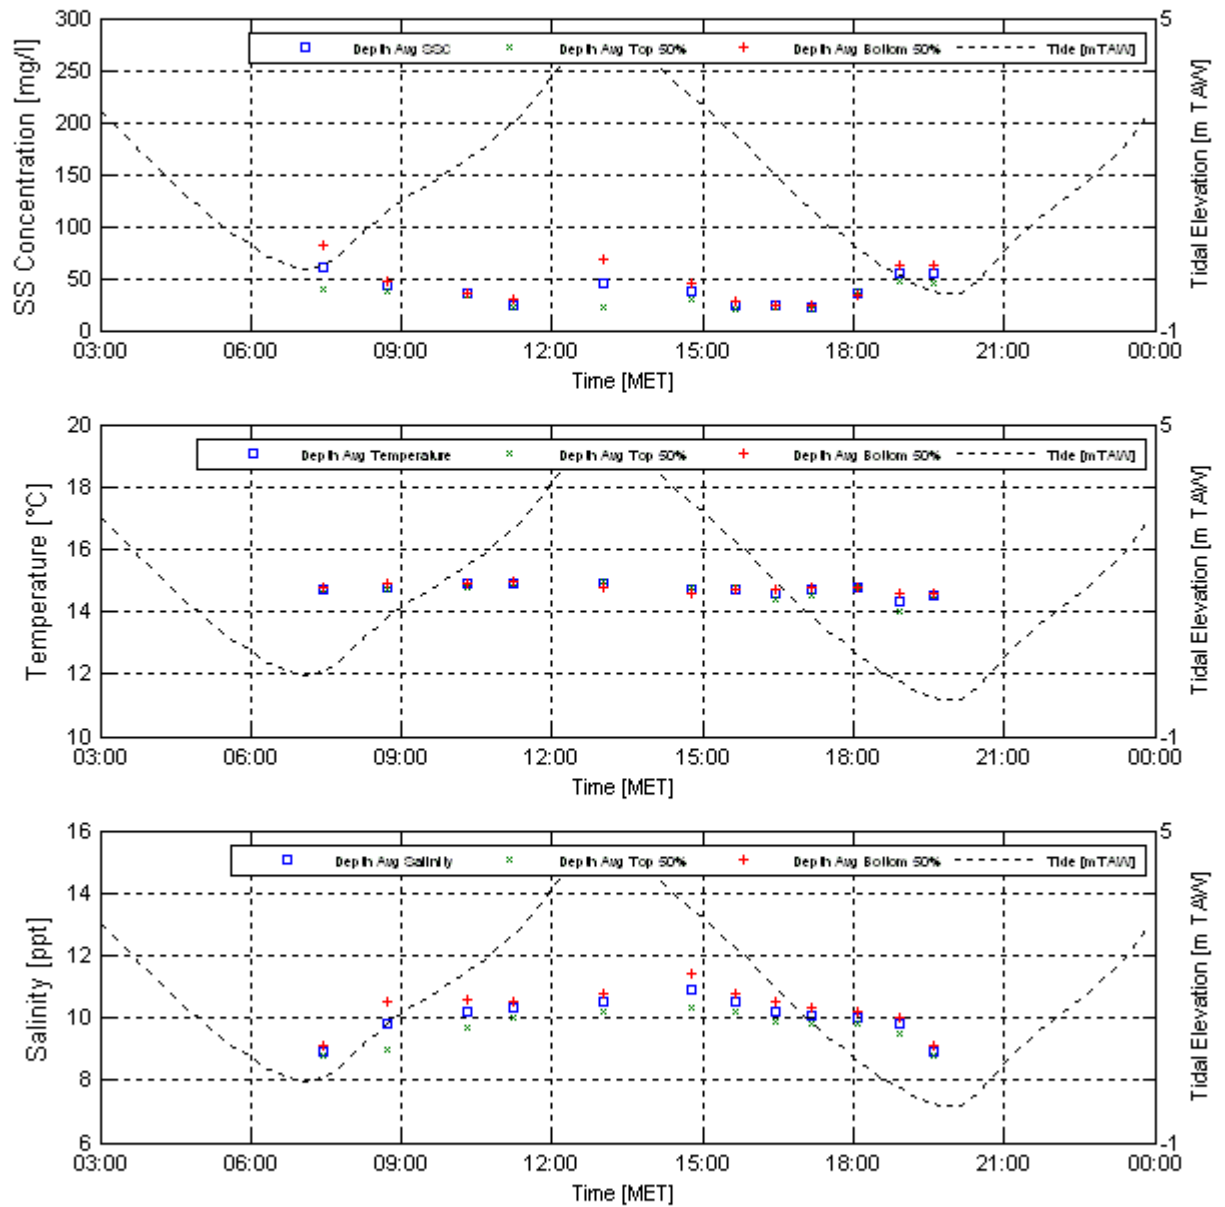 300
5
Depth Avg SSC
Depth Avg Top 50%
Depth Avg Bottom 50%
Tide [mTAW]
250
200
150
100
50
0
-1
SS Concentration [mg/l]
Tidal Elevation [m TAW]
03:00
06:00
09:00
12:00
15:00
18:00
21:00
00:00
Time [MET]
20
5
Depth Avg Temperature
Depth Avg Top 50%
Depth Avg Bottom 50%
Tide [mTAW]
18
16
14
12
10
-1
Temperature [°C]
Tidal Elevation [m TAW]
03:00
06:00
09:00
12:00
15:00
18:00
21:00
00:00
Time [MET]
16
5
Depth Avg Salinity
Depth Avg Top 50%
Depth Avg Bottom 50%
Tide [mTAW]
14
12
10
8
6
-1
Salinity [ppt]
Tidal Elevation [m TAW]
03:00
06:00
09:00
12:00
15:00
18:00
21:00
00:00
Time [MET]